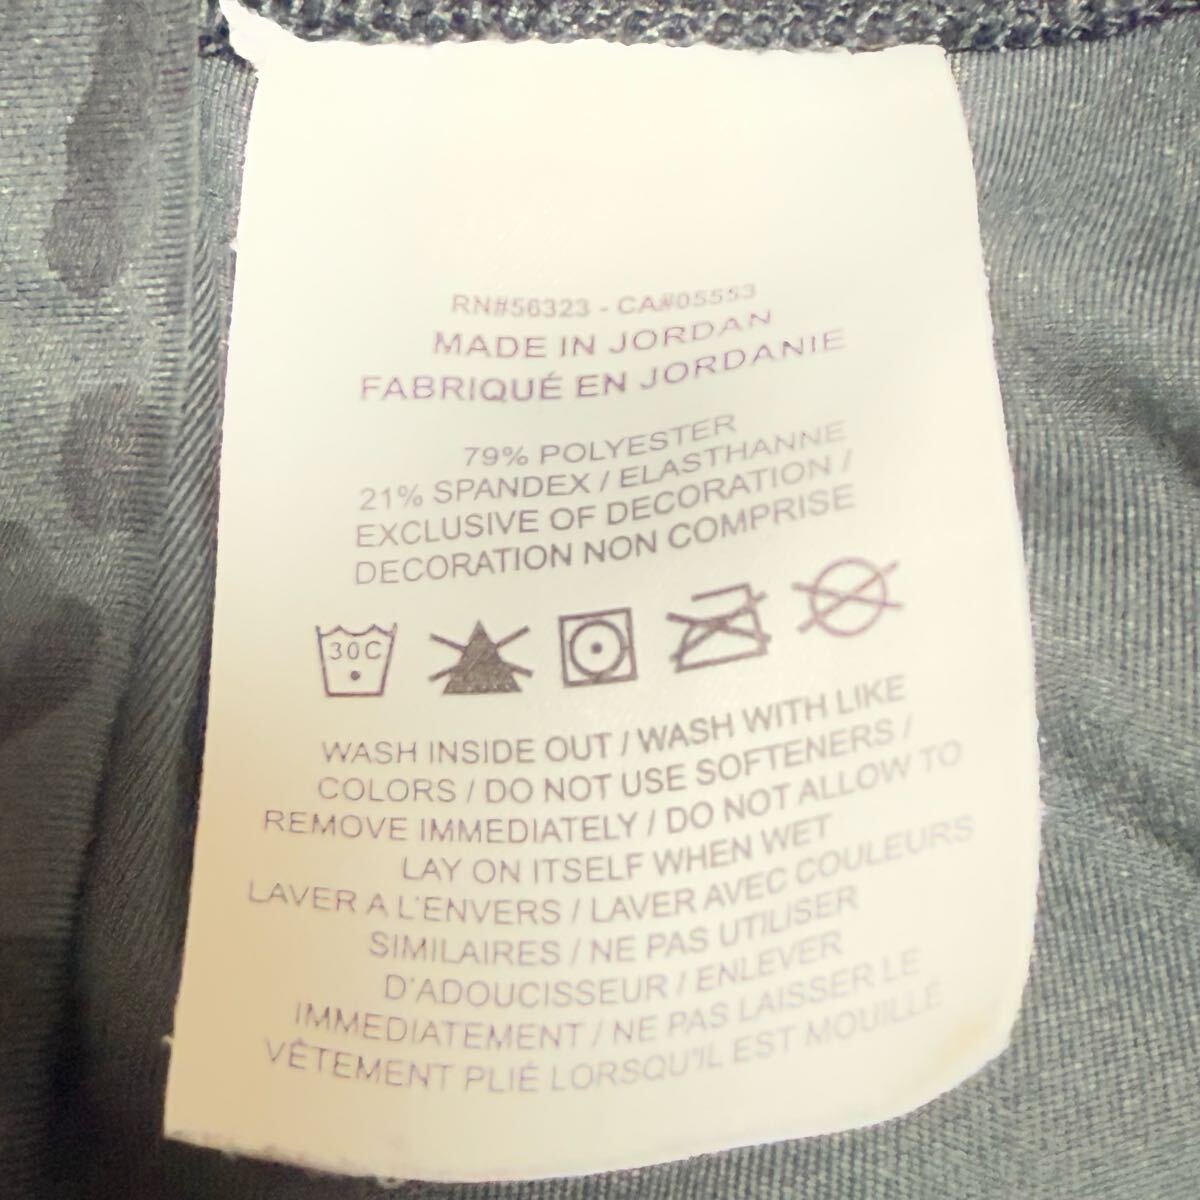 RN#56323 - CA#05553
MADE IN JORDAN
FABRIQUÉ EN JORDANIE
79% POLYESTER
21% SPANDEX / ELASTHANNE
EXCLUSIVE OF DECORATION /
DECORATION NON COMPRISE
30C
WASH INSIDE OUT / WASH WITH LIKE
COLORS / DO NOT USE SOFTENERS /
REMOVE IMMEDIATELY / DO NOT ALLOW TO
LAY ON ITSELF WHEN WET
LAVER A L'ENVERS / LAVER AVEC COULEURS
SIMILAIRES / NE PAS UTILISER
D'ADOUCISSEUR / ENLEVER
IMMEDIATEMENT / NE PAS LAISSER LE
VÊTEMENT PLIÉ LORSQU'IL EST MOUILLÉ